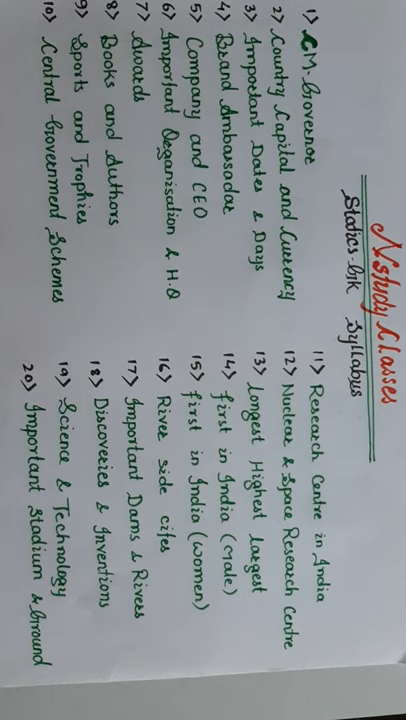 Nstudy Classes
Statics-Gk Syllabus
1) CM-Governor
2) Country Capital and Currency
3) Important Dates & Days
4) Brand Ambassador
5) Company and CEO
6) Important Organisation & H.Q
7) Awards
8) Books and Authors
9) Sports and Trophies
10) Central Government Schemes
11) Research Centre in India
12) Nuclear & Space Research Centre
13) Longest Highest Largest
14) First in India (Male)
15) First in India (women)
16) River side cites
17) Important Dams & Rivers
18) Discoveries & Inventions
19) Sciena & Technology
20) Important Stadium & Ground